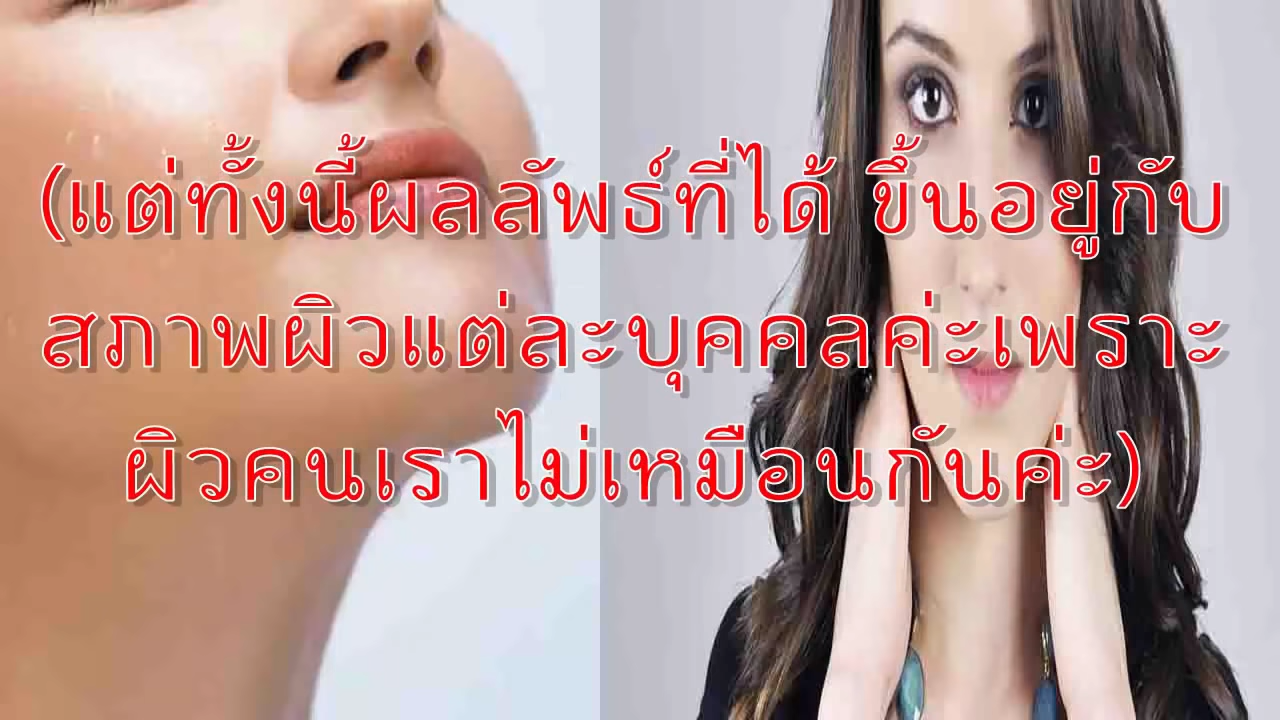 (แต่ทั้งนี้ผลลัพธ์ที่ได้ ขึ้นอยู่กับ
สภาพผิวแต่ละบุคคลค่ะเพราะ
ผิวคนเราไม่เหมือนกันค่ะ)